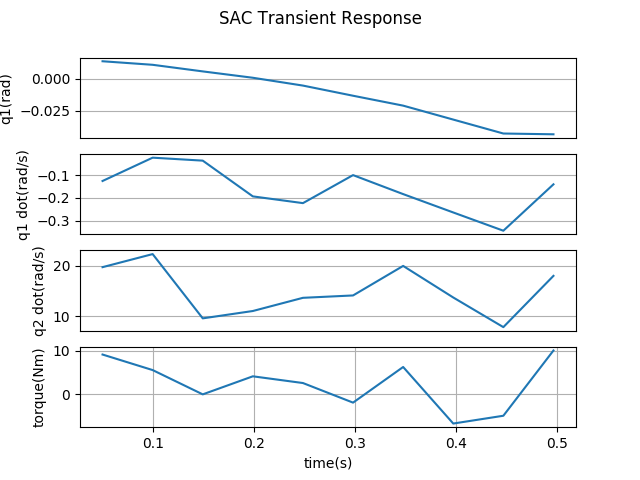 SAC Transient Response
0.000
−0.025
q1(rad)
−0.1
−0.2
−0.3
q1 dot(rad/s)
20
10
q2 dot(rad/s)
10
0
torque(Nm)
0.1 0.2 0.3 0.4 0.5
time(s)